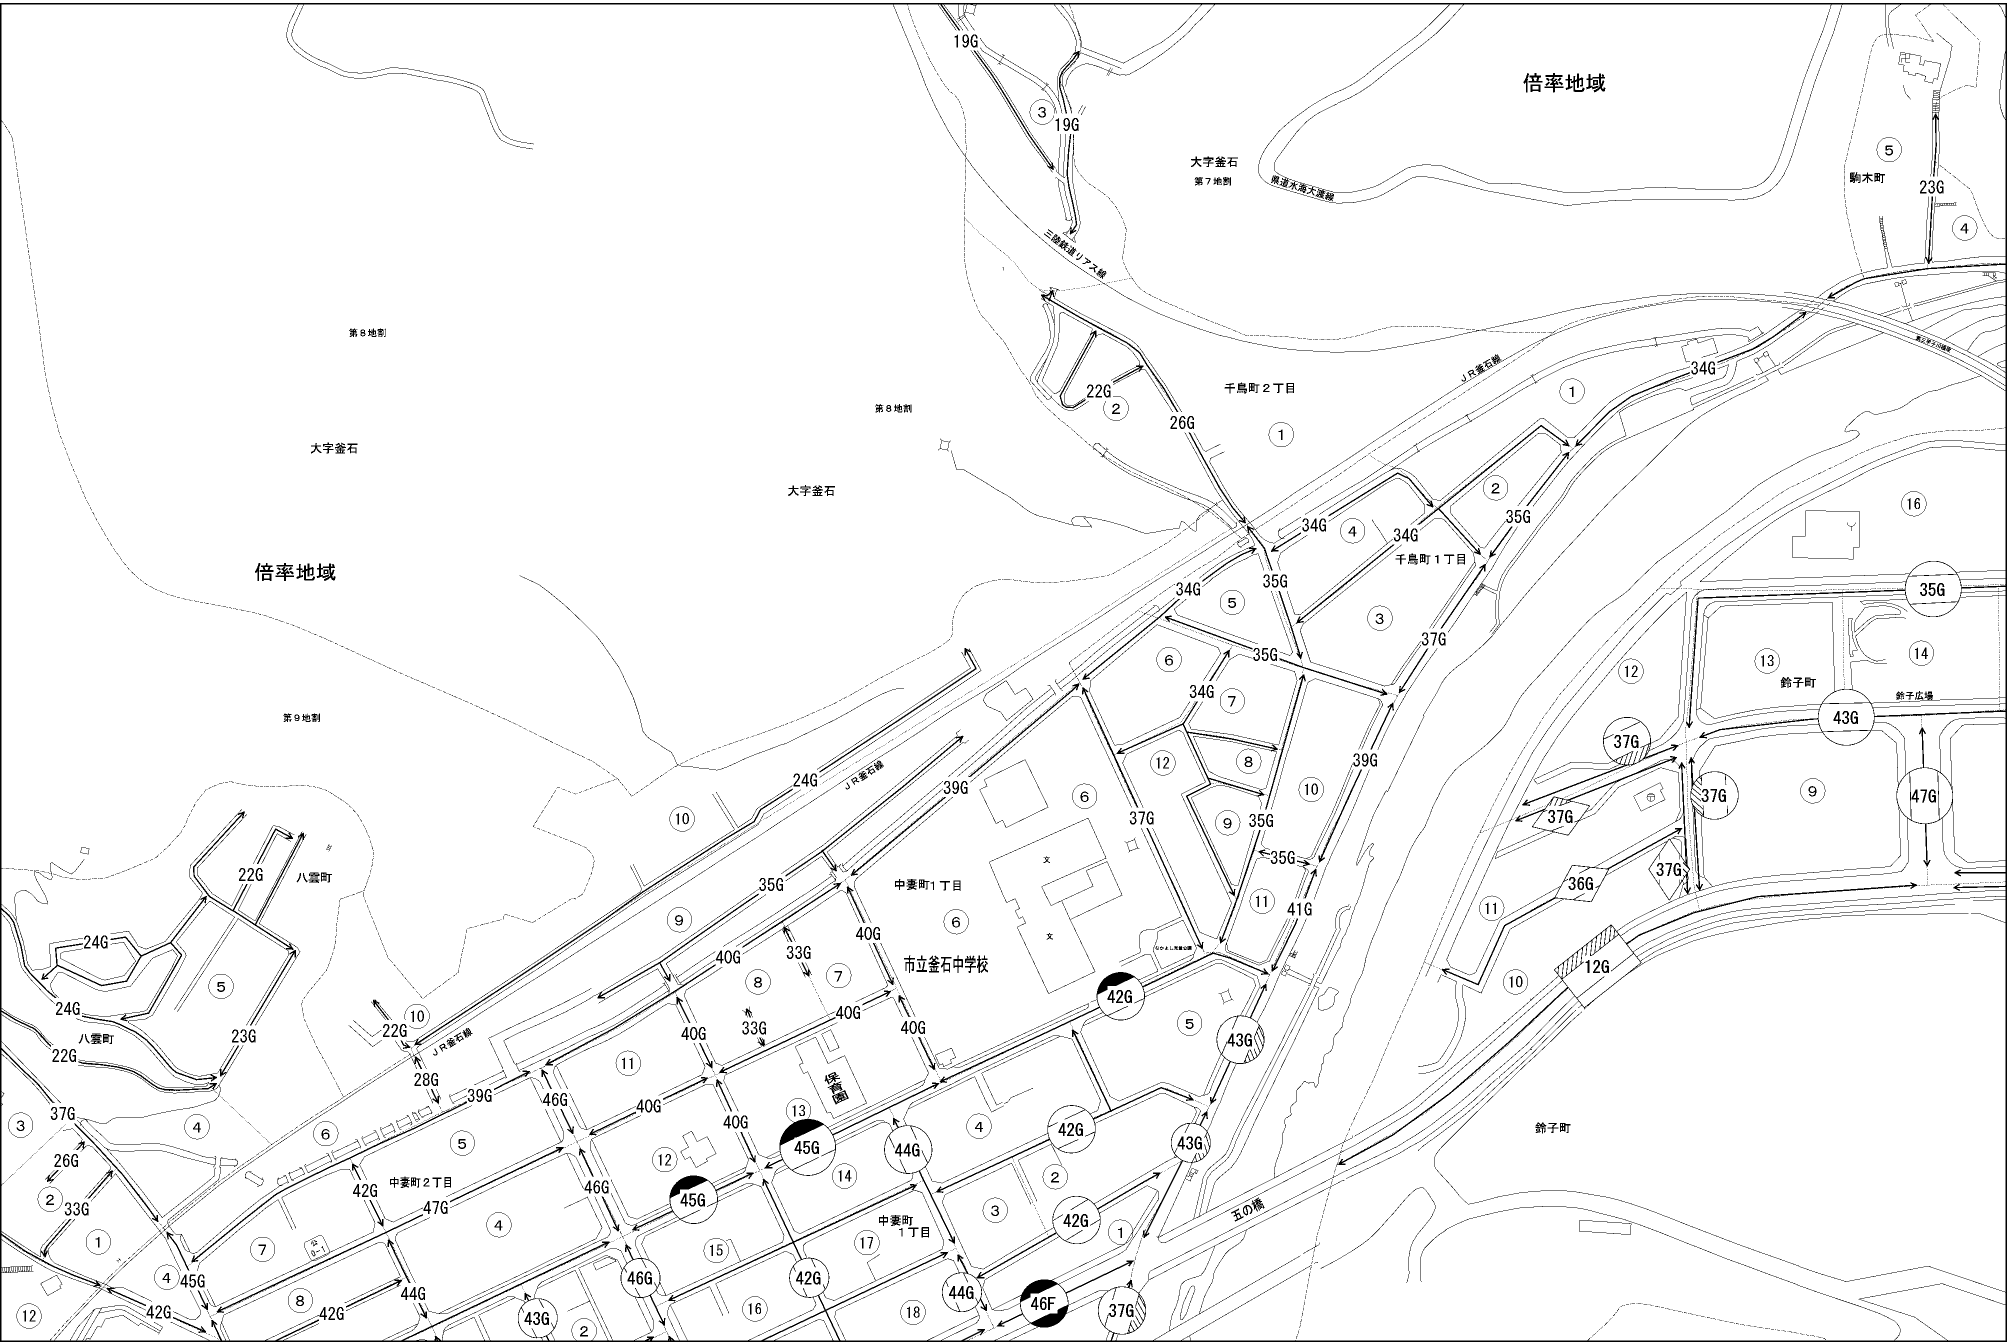 19G
倍率地域
③
19G
⑤
大字釜石
第7地割
駒木町
県道水海大渡線
23G
④
三陸鉄道リアス線
第8地割
JR釜石線
34G
22G
千鳥町2丁目
①
②
第8地割
26G
①
大字釜石
②
大字釜石
⑯
35G
34G
④
34G
千鳥町1丁目
倍率地域
35G
34G
35G
⑤
③
37G
35G
⑥
⑫
⑬
⑭
鈴子町
34G
⑦
鈴子広場
第9地割
43G
37G
⑧
⑫
39G
24G
JR釜石線
39G
⑩
⑥
37G
⑨
47G
37G
⑩
37G
⑨
35G
文
35G
22G
八雲町
35G
中妻町1丁目
37G
36G
⑨
⑥
⑪
41G
⑪
40G
24G
33G
40G
文
なかよし児童公園
市立釜石中学校
12G
⑧
⑦
⑤
42G
⑩
24G
⑩
40G
⑤
33G
40G
40G
22G
23G
八雲町
JR釜石線
43G
22G
⑪
28G
保育園
39G
46G
40G
⑬
37G
③
④
⑥
⑤
40G
④
42G
43G
鈴子町
45G
44G
26G
⑫
⑭
②
中妻町2丁目
42G
46G
②
45G
33G
47G
④
③
42G
五の橋
中妻町
1丁目
①
①
⑦
公
0-1
⑮
⑰
④
45G
46G
42G
44G
44G
⑧
46F
37G
42G
⑫
42G
43G
②
⑯
⑱